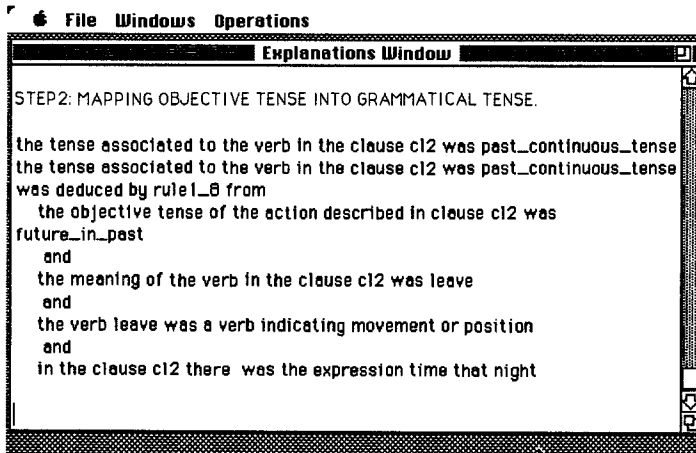 File Windows Operations
Explanations Window
STEP2: MAPPING OBJECTIVE TENSE INTO GRAMMATICAL TENSE.
the tense associated to the verb in the clause cl2 was past_continuous_tense
the tense associated to the verb in the clause cl2 was past_continuous_tense
was deduced by rule1_8 from
the objective tense of the action described in clause cl2 was
future_in_past
and
the meaning of the verb in the clause cl2 was leave
and
the verb leave was a verb indicating movement or position
and
in the clause cl2 there was the expression time that night